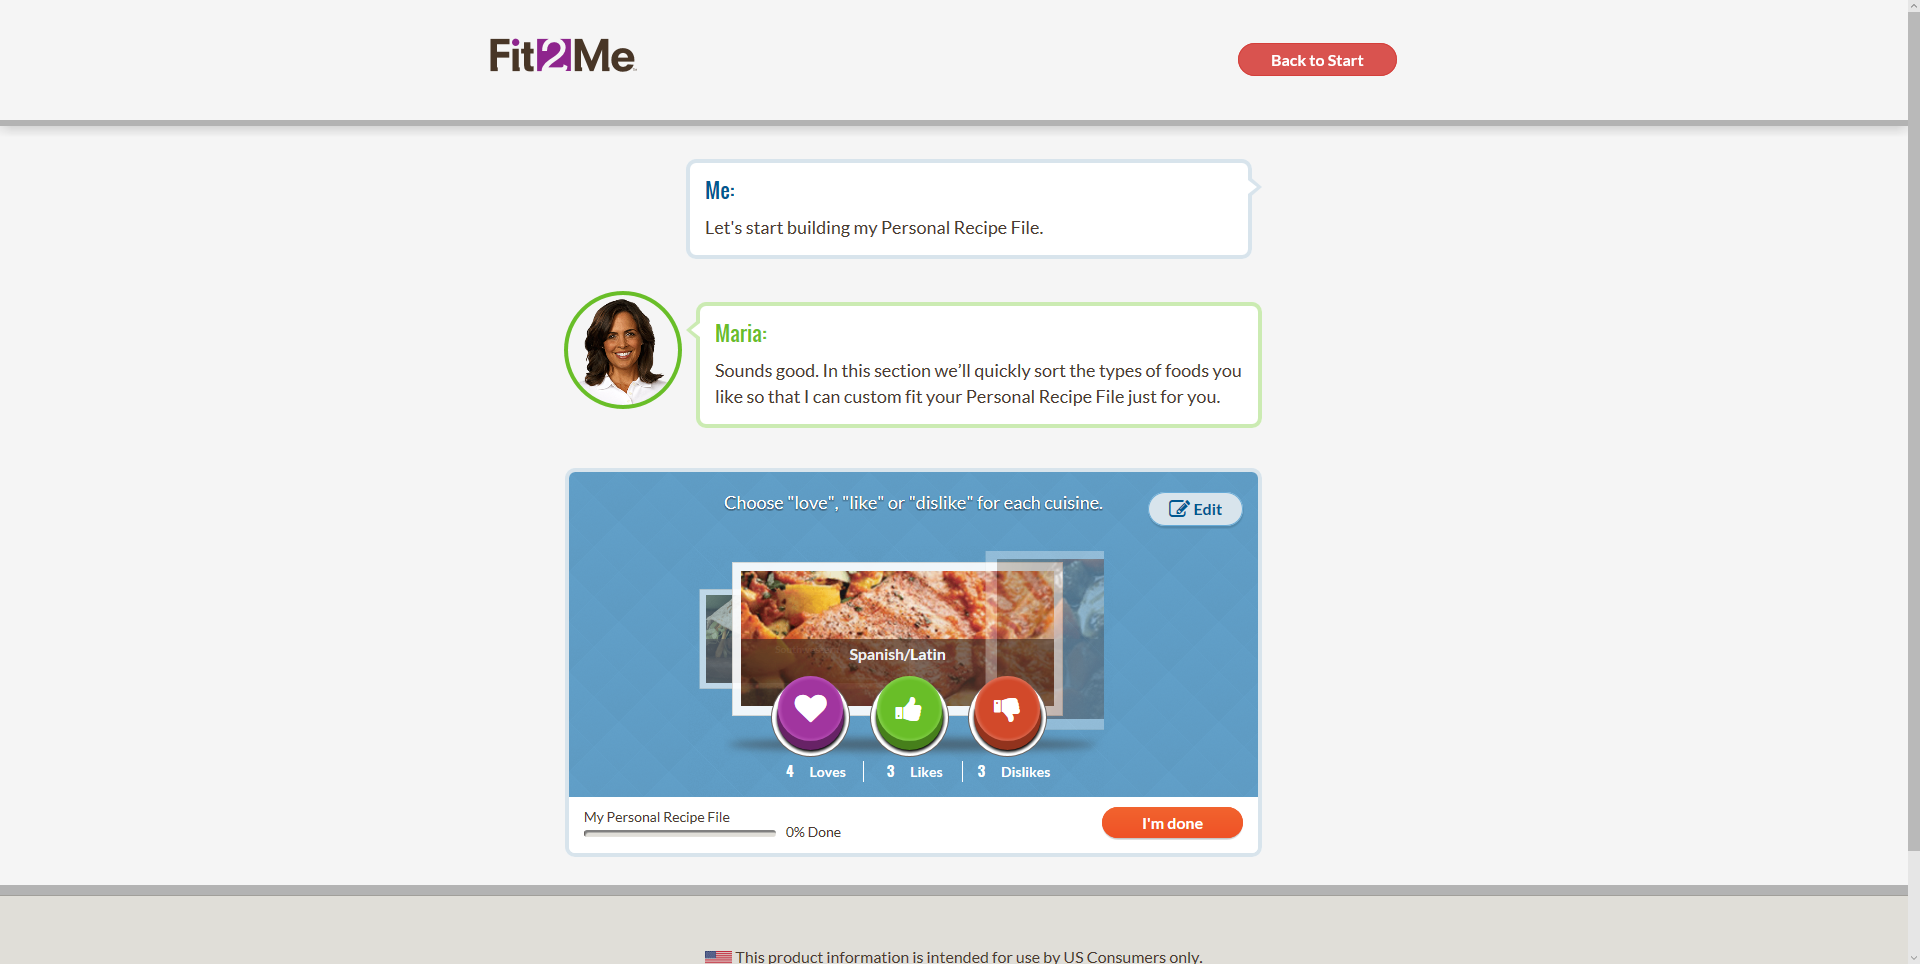 Fit2Me
Back to Start
Me:
Let's start building my Personal Recipe File.
Maria:
Sounds good. In this section we’ll quickly sort the types of foods you
like so that I can custom fit your Personal Recipe File just for you.
Choose "love", "like" or "dislike" for each cuisine.
Edit
Spanish/Latin
4 Loves
3 Likes
3 Dislikes
My Personal Recipe File
0% Done
I'm done
This product information is intended for use by US Consumers only.